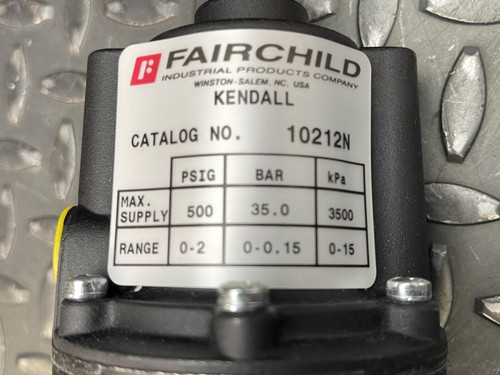 FAIRCHILD
INDUSTRIAL PRODUCTS COMPANY
WINSTON-SALEM, NC. USA
KENDALL
CATALOG NO. 10212N
PSIG BAR kPa
MAX. SUPPLY 500 35.0 3500
RANGE 0-2 0-0.15 0-15